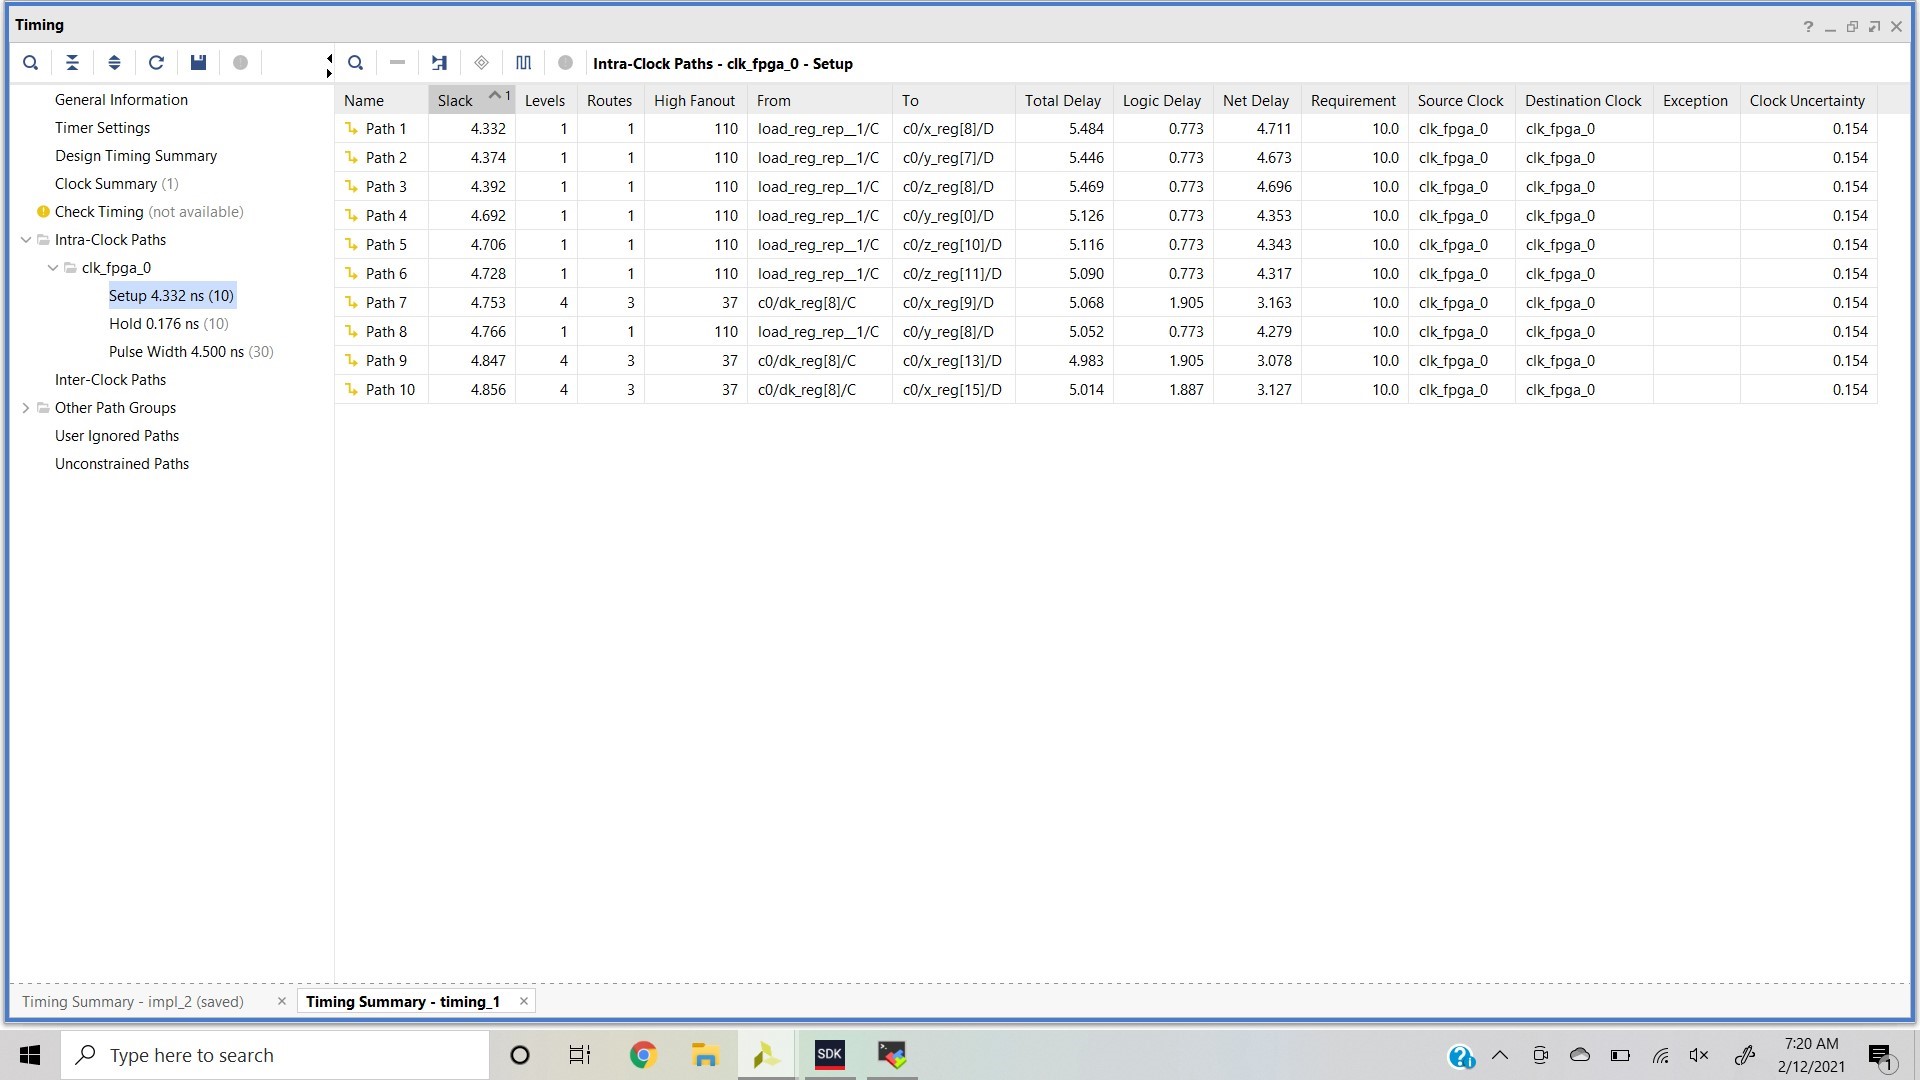 Timing
Intra-Clock Paths - clk_fpga_0 - Setup
General Information
Timer Settings
Design Timing Summary
Clock Summary (1)
Check Timing (not available)
Intra-Clock Paths
clk_fpga_0
Setup 4.332 ns (10)
Hold 0.176 ns (10)
Pulse Width 4.500 ns (30)
Inter-Clock Paths
Other Path Groups
User Ignored Paths
Unconstrained Paths
Name Slack 1 Levels Routes High Fanout From To Total Delay Logic Delay Net Delay Requirement Source Clock Destination Clock Exception Clock Uncertainty
Path 1 4.332 1 1 110 load_reg_rep__1/C c0/x_reg[8]/D 5.484 0.773 4.711 10.0 clk_fpga_0 clk_fpga_0 0.154
Path 2 4.374 1 1 110 load_reg_rep__1/C c0/y_reg[7]/D 5.446 0.773 4.673 10.0 clk_fpga_0 clk_fpga_0 0.154
Path 3 4.392 1 1 110 load_reg_rep__1/C c0/z_reg[8]/D 5.469 0.773 4.696 10.0 clk_fpga_0 clk_fpga_0 0.154
Path 4 4.692 1 1 110 load_reg_rep__1/C c0/y_reg[0]/D 5.126 0.773 4.353 10.0 clk_fpga_0 clk_fpga_0 0.154
Path 5 4.706 1 1 110 load_reg_rep__1/C c0/z_reg[10]/D 5.116 0.773 4.343 10.0 clk_fpga_0 clk_fpga_0 0.154
Path 6 4.728 1 1 110 load_reg_rep__1/C c0/z_reg[11]/D 5.090 0.773 4.317 10.0 clk_fpga_0 clk_fpga_0 0.154
Path 7 4.753 4 3 37 c0/dk_reg[8]/C c0/x_reg[9]/D 5.068 1.905 3.163 10.0 clk_fpga_0 clk_fpga_0 0.154
Path 8 4.766 1 1 110 load_reg_rep__1/C c0/y_reg[8]/D 5.052 0.773 4.279 10.0 clk_fpga_0 clk_fpga_0 0.154
Path 9 4.847 4 3 37 c0/dk_reg[8]/C c0/x_reg[13]/D 4.983 1.905 3.078 10.0 clk_fpga_0 clk_fpga_0 0.154
Path 10 4.856 4 3 37 c0/dk_reg[8]/C c0/x_reg[15]/D 5.014 1.887 3.127 10.0 clk_fpga_0 clk_fpga_0 0.154
Timing Summary - impl_2 (saved)
Timing Summary - timing_1
Type here to search
SDK
7:20 AM
2/12/2021
1